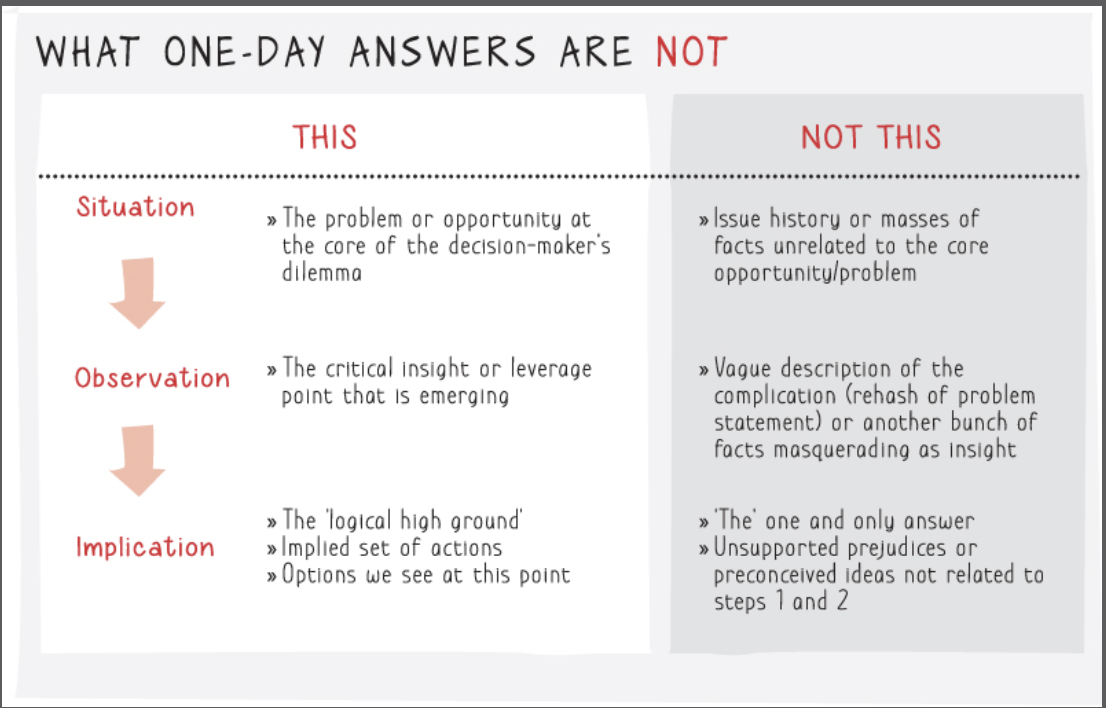 WHAT ONE-DAY ANSWERS ARE NOT
THIS
NOT THIS
Situation
» The problem or opportunity at
the core of the decision-maker's
dilemma
» Issue history or masses of
facts unrelated to the core
opportunity/problem
Observation
» The critical insight or leverage
point that is emerging
» Vague description of the
complication (rehash of problem
statement) or another bunch of
facts masquerading as insight
Implication
» The 'logical high ground'
» Implied set of actions
» Options we see at this point
» 'The' one and only answer
» Unsupported prejudices or
preconceived ideas not related to
steps 1 and 2